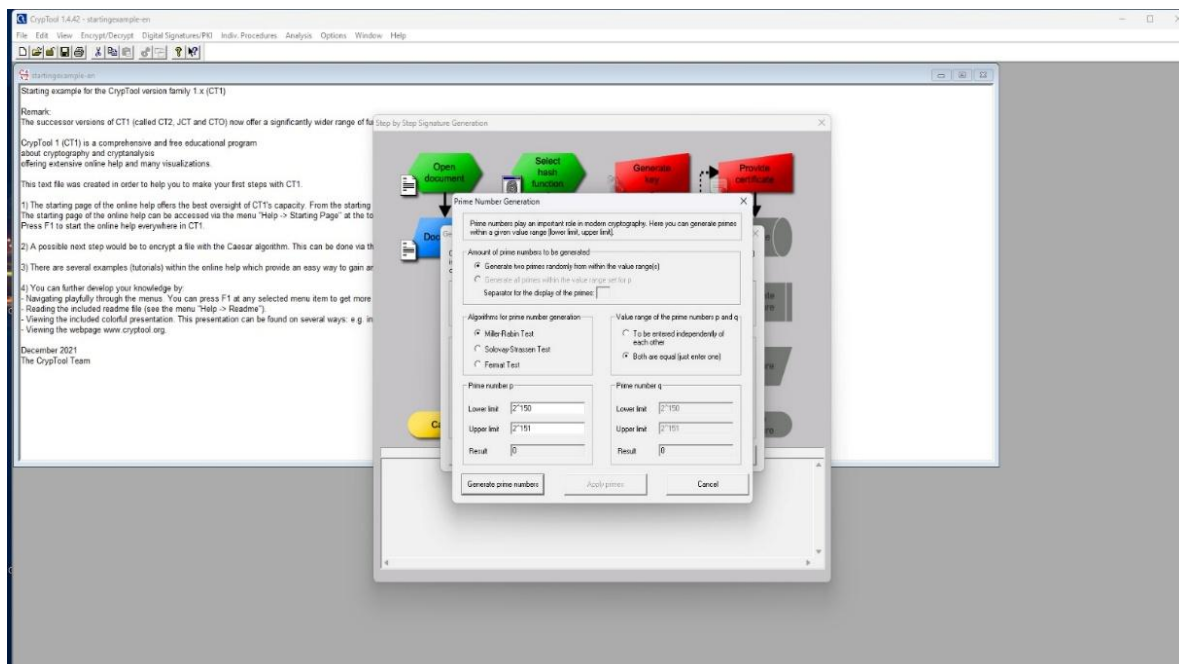 CrypTool 1.4.42 - startingexample-en
File Edit View Encrypt/Decrypt Digital Signatures/PKI Indiv. Procedures Analysis Options Window Help
startingexample-en
Starting example for the CrypTool version family 1.x (CT1)
Remark:
The successor versions of CT1 (called CT2, JCT and CTO) now offer a significantly wider range of fu
CrypTool 1 (CT1) is a comprehensive and free educational program
about cryptography and cryptanalysis
offering extensive online help and many visualizations.
This text file was created in order to help you to make your first steps with CT1.
1) The starting page of the online help offers the best oversight of CT1's capacity. From the starting
The starting page of the online help can be accessed via the menu "Help -> Starting Page" at the to
Press F1 to start the online help everywhere in CT1.
2) A possible next step would be to encrypt a file with the Caesar algorithm. This can be done via th
3) There are several examples (tutorials) within the online help which provide an easy way to gain ar
4) You can further develop your knowledge by:
- Navigating playfully through the menus. You can press F1 at any selected menu item to get more
- Reading the included readme file (see the menu "Help -> Readme").
- Viewing the included colorful presentation. This presentation can be found on several ways: e.g. in
- Viewing the webpage www.cryptool.org.
December 2021
The CrypTool Team
Step by Step Signature Generation
Open
document
Select
hash
function
Generate
key
Provide
certificate
Doc
Ca
Prime Number Generation
Prime numbers play an important role in modern cryptography. Here you can generate primes
within a given value range [lower limit, upper limit].
Amount of prime numbers to be generated
Generate two primes randomly from within the value range(s)
Generate all primes within the value range set for p
Separator for the display of the primes:
Algorithms for prime number generation
Miller-Rabin Test
Solovay-Strassen Test
Fermat Test
Value range of the prime numbers p and q
To be entered independently of
each other
Both are equal (just enter one)
Prime number p
Lower limit 2^150
Upper limit 2^151
Result 0
Prime number q
Lower limit 2^150
Upper limit 2^151
Result 0
Generate prime numbers
Apply primes
Cancel